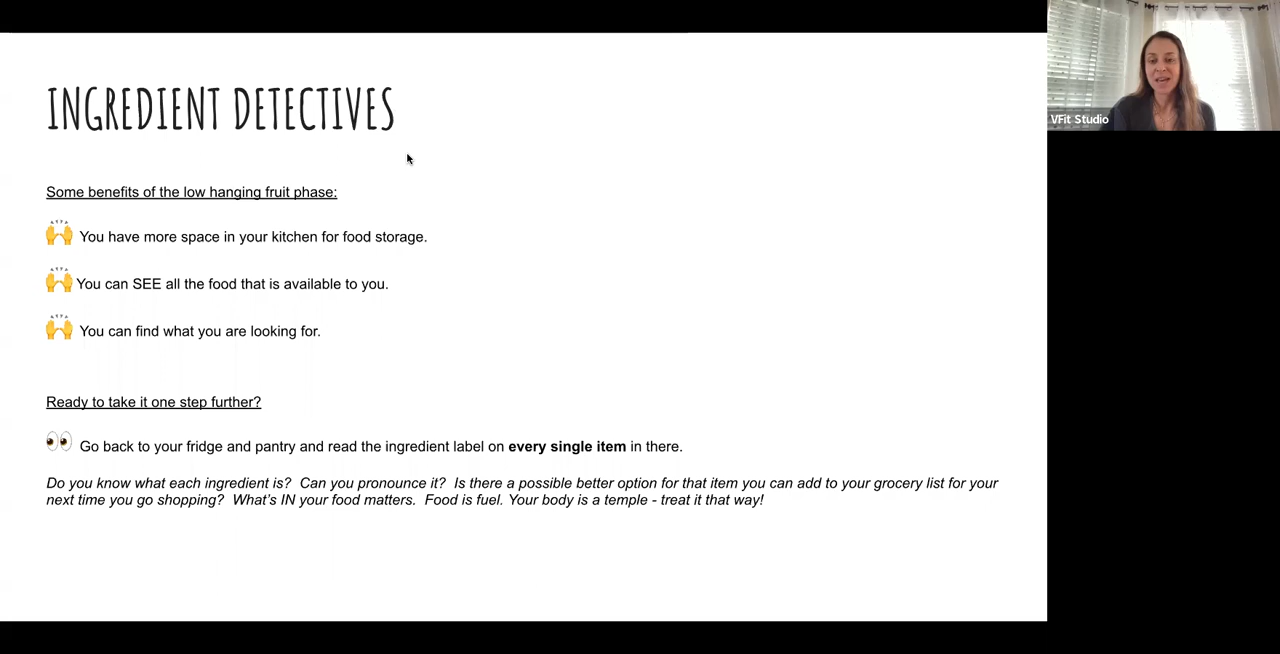 INGREDIENT DETECTIVES
VFit Studio
Some benefits of the low hanging fruit phase:
🙌 You have more space in your kitchen for food storage.
🙌 You can SEE all the food that is available to you.
🙌 You can find what you are looking for.
Ready to take it one step further?
👀 Go back to your fridge and pantry and read the ingredient label on every single item in there.
Do you know what each ingredient is?  Can you pronounce it?  Is there a possible better option for that item you can add to your grocery list for your
next time you go shopping?  What’s IN your food matters.  Food is fuel. Your body is a temple - treat it that way!